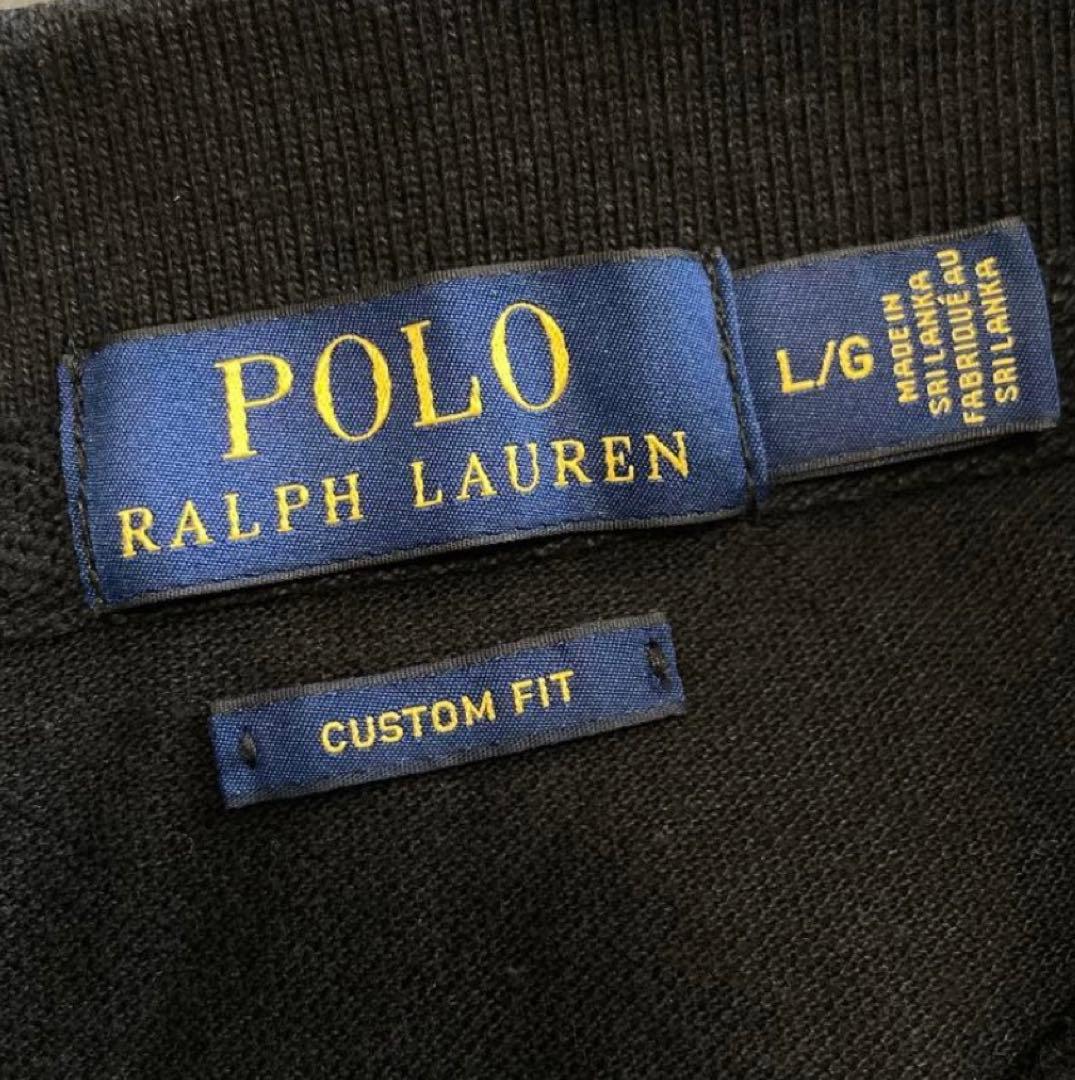 POLO
RALPH LAUREN
L/G
MADE IN
SRI LANKA
FABRIQUÉ AU
SRI LANKA
CUSTOM FIT